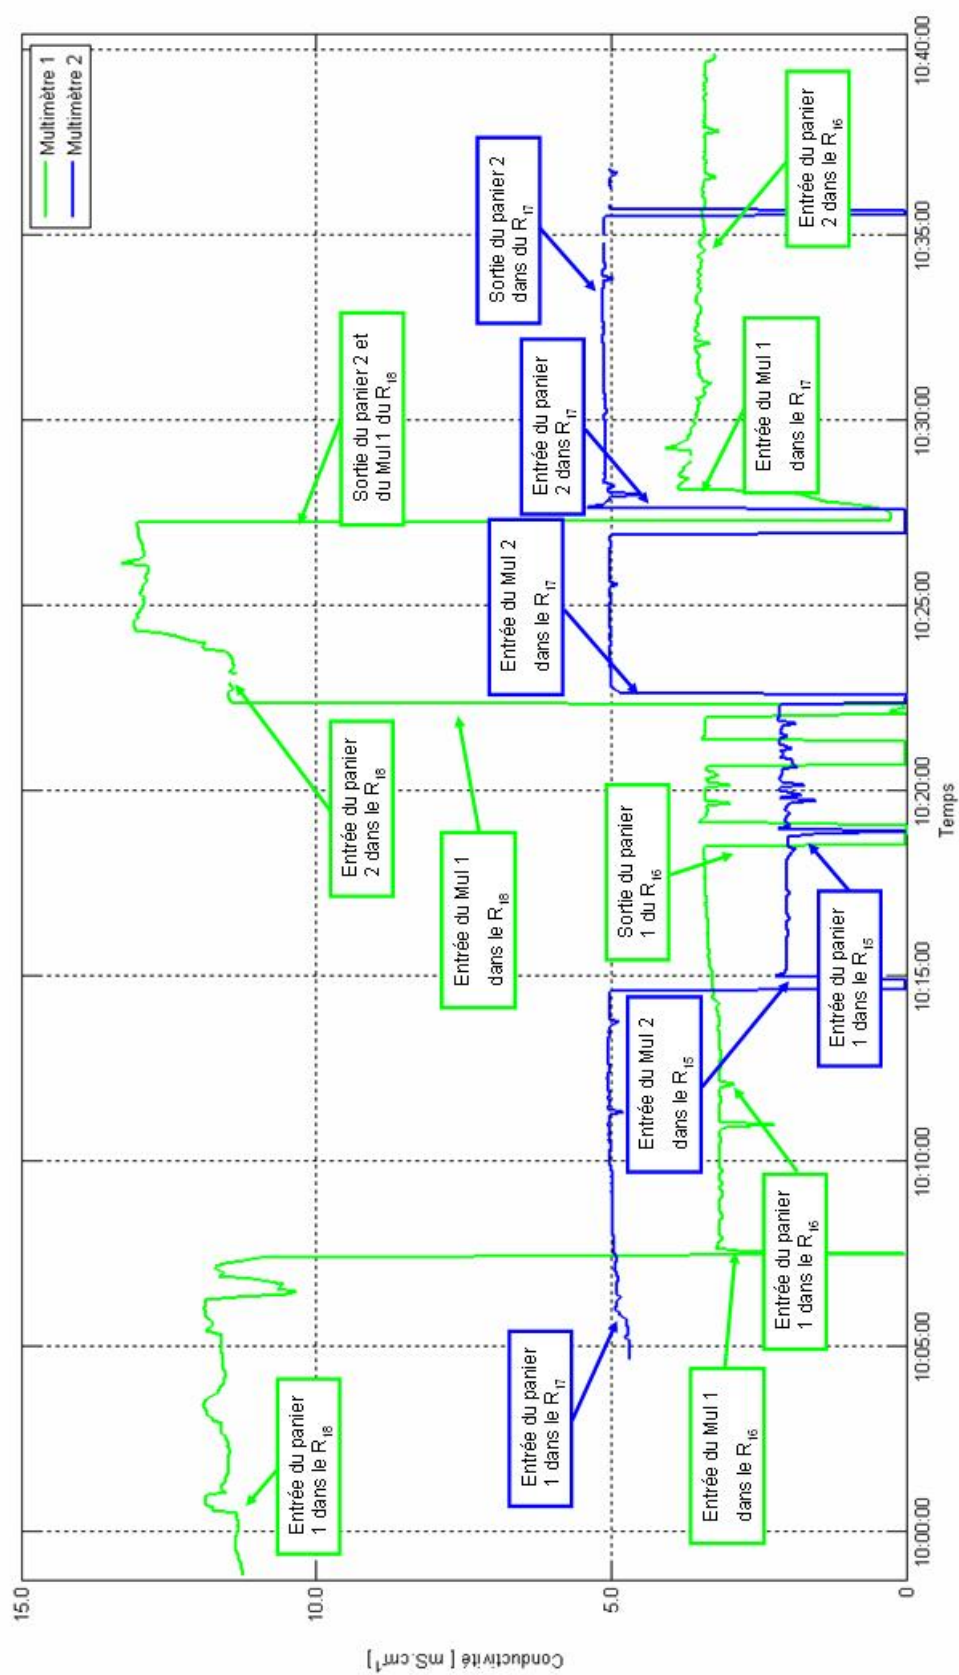 Multimètre 1
Multimètre 2
Conductivité [ mS.cm⁻¹]
15.0
10.0
5.0
0
10:00:00
10:05:00
10:10:00
10:15:00
10:20:00
10:25:00
10:30:00
10:35:00
10:40:00
Temps
Entrée du panier
1 dans le R₁₈
Entrée du panier
1 dans le R₁₇
Entrée du Mul 1
dans le R₁₆
Entrée du panier
1 dans le R₁₆
Entrée du Mul 2
dans le R₁₅
Entrée du panier
1 dans le R₁₅
Sortie du panier
1 du R₁₆
Entrée du Mul 1
dans le R₁₈
Entrée du panier
2 dans le R₁₈
Entrée du Mul 2
dans le R₁₇
Entrée du panier
2 dans R₁₇
Sortie du panier 2 et
du Mul 1 du R₁₈
Entrée du Mul 1
dans le R₁₇
Sortie du panier 2
dans du R₁₇
Entrée du panier
2 dans le R₁₆